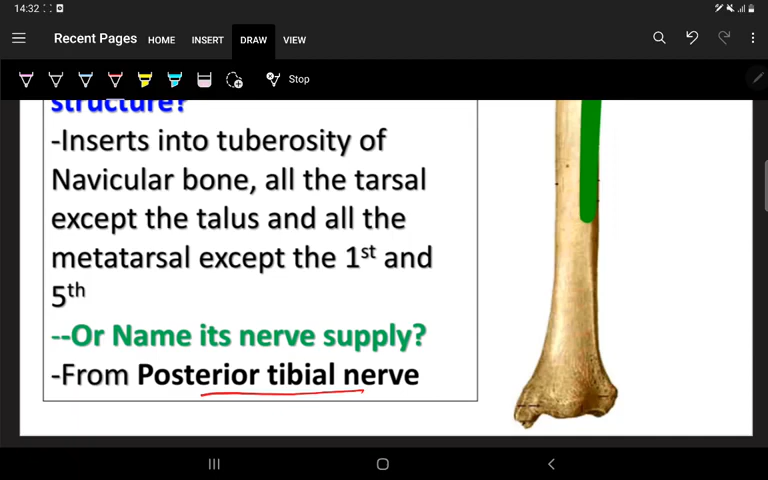 14:32
Recent Pages HOME INSERT DRAW VIEW
Stop
structure?
-Inserts into tuberosity of
Navicular bone, all the tarsal
except the talus and all the
metatarsal except the 1st and
5th
--Or Name its nerve supply?
-From Posterior tibial nerve